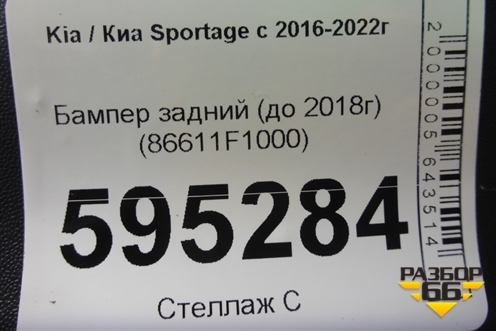 Kia / Киа Sportage с 2016-2022г
Бампер задний (до 2018г)
(86611F1000)
595284
Стеллаж С
2000005643514
РАЗБОР
66